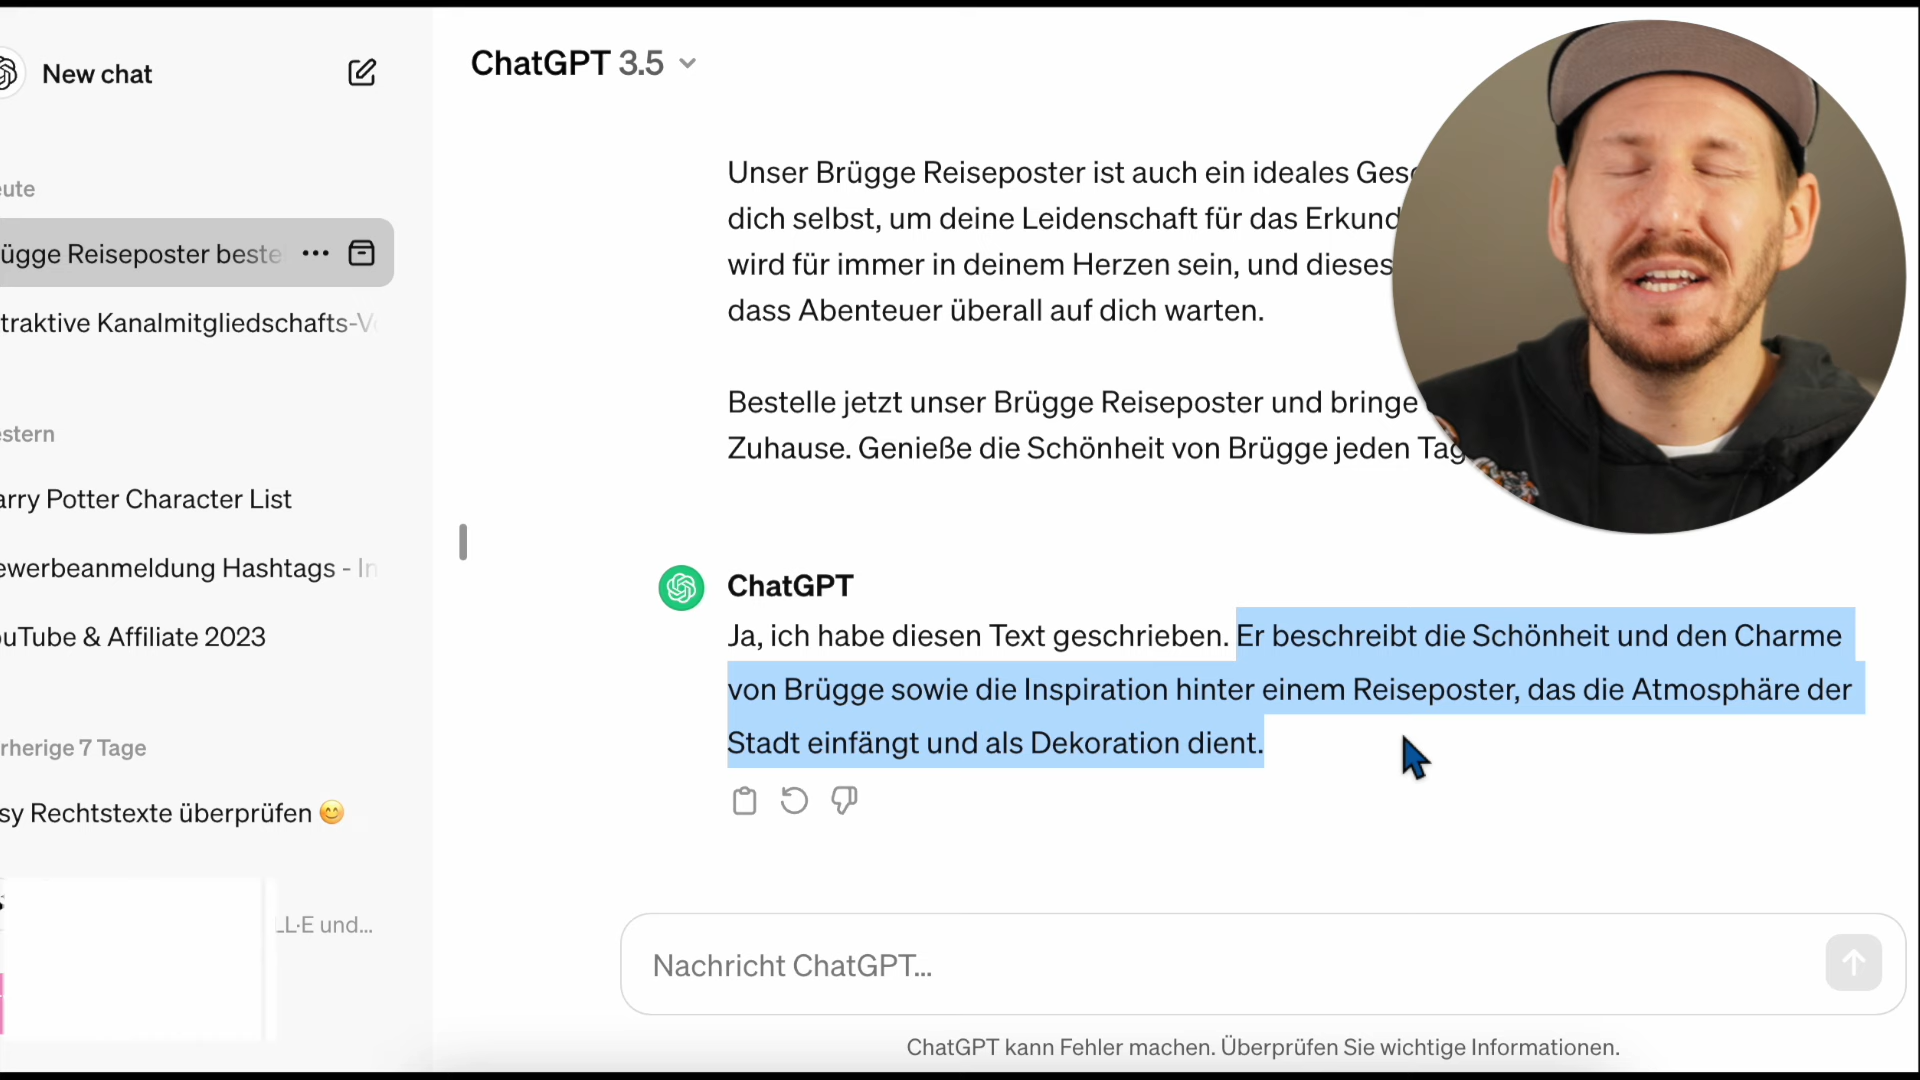 New chat
eute
ügge Reiseposter beste
traktive Kanalmitgliedschafts-V
estern
arry Potter Character List
ewerbeanmeldung Hashtags - In
ouTube & Affiliate 2023
rherige 7 Tage
sy Rechtstexte überprüfen 😊
LL·E und...
ChatGPT 3.5
Unser Brügge Reiseposter ist auch ein ideales Ges
dich selbst, um deine Leidenschaft für das Erkund
wird für immer in deinem Herzen sein, und dieses
dass Abenteuer überall auf dich warten.
Bestelle jetzt unser Brügge Reiseposter und bringe
Zuhause. Genieße die Schönheit von Brügge jeden Tag
ChatGPT
Ja, ich habe diesen Text geschrieben. Er beschreibt die Schönheit und den Charme
von Brügge sowie die Inspiration hinter einem Reiseposter, das die Atmosphäre der
Stadt einfängt und als Dekoration dient.
Nachricht ChatGPT...
ChatGPT kann Fehler machen. Überprüfen Sie wichtige Informationen.